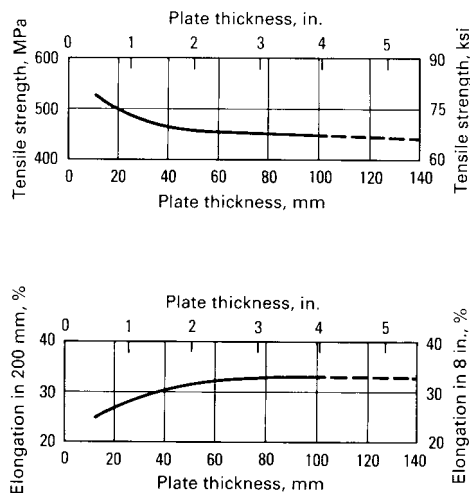 Plate thickness, in.
0 1 2 3 4 5
Tensile strength, MPa
600
500
400
Tensile strength, ksi
90
75
60
0 20 40 60 80 100 120 140
Plate thickness, mm
Plate thickness, in.
0 1 2 3 4 5
Elongation in 200 mm, %
40
30
20
Elongation in 8 in., %
40
30
20
0 20 40 60 80 100 120 140
Plate thickness, mm